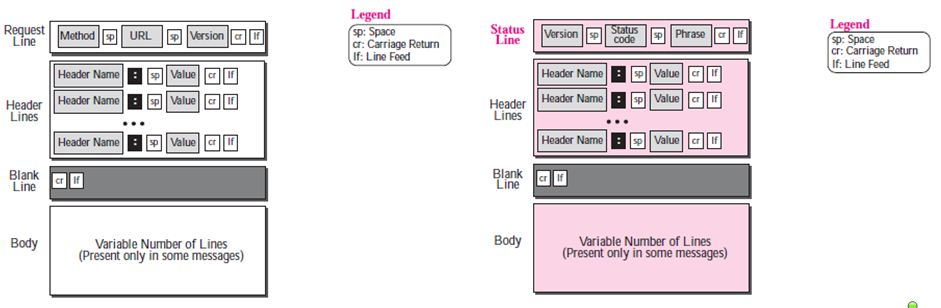 Request
Line
Method sp URL sp Version cr lf
Header
Lines
Header Name : sp Value cr lf
Header Name : sp Value cr lf
•••
Header Name : sp Value cr lf
Blank
Line
cr lf
Body
Variable Number of Lines
(Present only in some messages)
Legend
sp: Space
cr: Carriage Return
lf: Line Feed
Status
Line
Version sp Status code sp Phrase cr lf
Header
Lines
Header Name : sp Value cr lf
Header Name : sp Value cr lf
•••
Header Name : sp Value cr lf
Blank
Line
cr lf
Body
Variable Number of Lines
(Present only in some messages)
Legend
sp: Space
cr: Carriage Return
lf: Line Feed